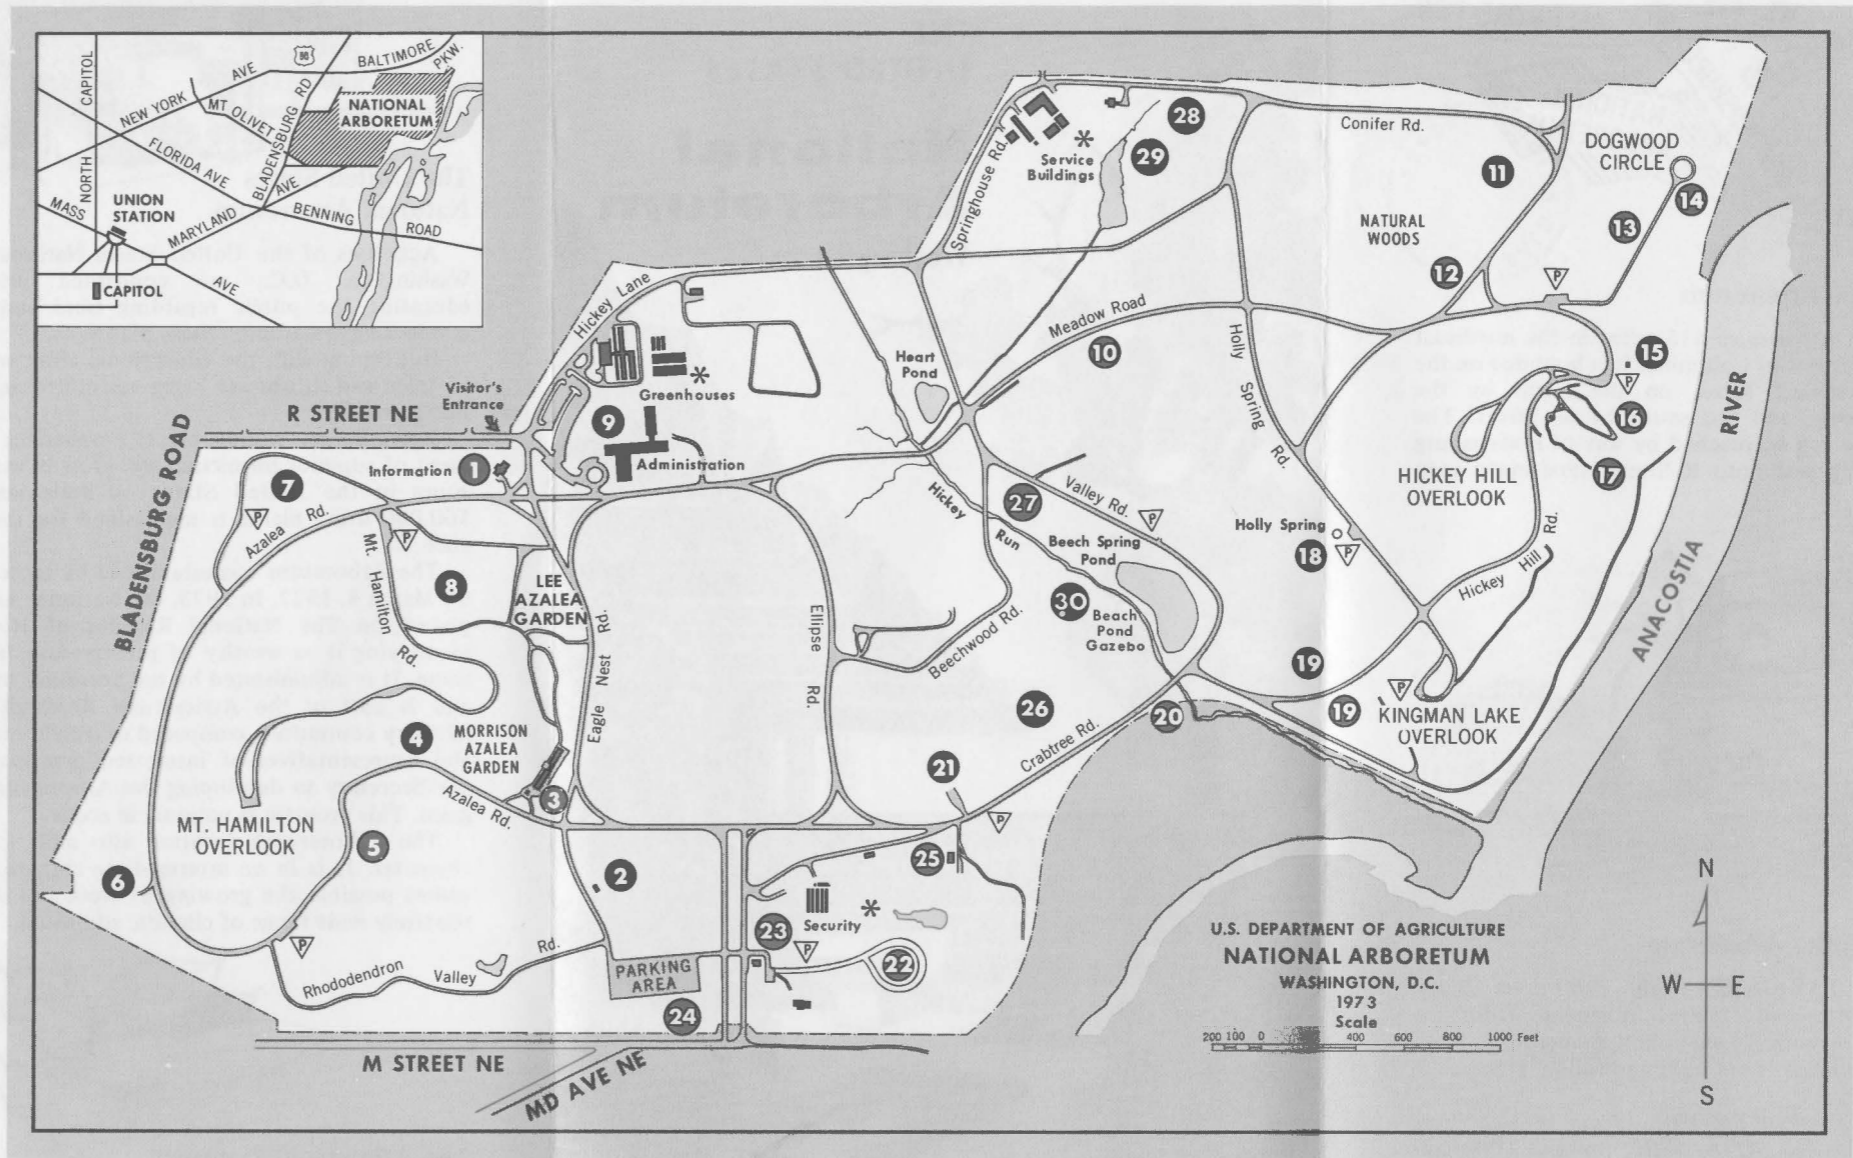 NORTH CAPITOL
NEW YORK AVE
MT OLIVET
BLADENSBURG RD
90
BALTIMORE
PKW.
NATIONAL
ARBORETUM
FLORIDA AVE
AVE
BENNING
ROAD
MASS
UNION
STATION
MARYLAND
CAPITOL
AVE
Conifer Rd.
DOGWOOD
CIRCLE
28
29
Service
Buildings
Springhouse Rd.
11
14
13
NATURAL
WOODS
12
P
Hickey Lane
Meadow Road
10
Holly
Spring
Rd.
Heart
Pond
15
P
16
17
RIVER
ANACOSTIA
HICKEY HILL
OVERLOOK
Visitor's
Entrance
R STREET NE
Greenhouses
9
Administration
Information
1
BLADENSBURG ROAD
7
P
Azalea Rd.
P
Mt.
Hamilton
Rd.
8
LEE
AZALEA
GARDEN
Hickey
Run
27
Valley Rd.
P
Beech Spring
Pond
Holly Spring
18
P
Hickey Hill Rd.
30
Beach
Pond
Gazebo
Ellipse
Rd.
Beechwood Rd.
Eagle Nest Rd.
19
19
P
KINGMAN LAKE
OVERLOOK
20
26
Crabtree Rd.
21
4
MORRISON
AZALEA
GARDEN
3
Azalea Rd.
MT. HAMILTON
OVERLOOK
5
6
2
P
25
Security
23
P
22
P
Rhododendron Valley Rd.
PARKING
AREA
24
M STREET NE
MD AVE NE
U.S. DEPARTMENT OF AGRICULTURE
NATIONAL ARBORETUM
WASHINGTON, D.C.
1973
Scale
200 100 0 400 600 800 1000 Feet
N
W E
S